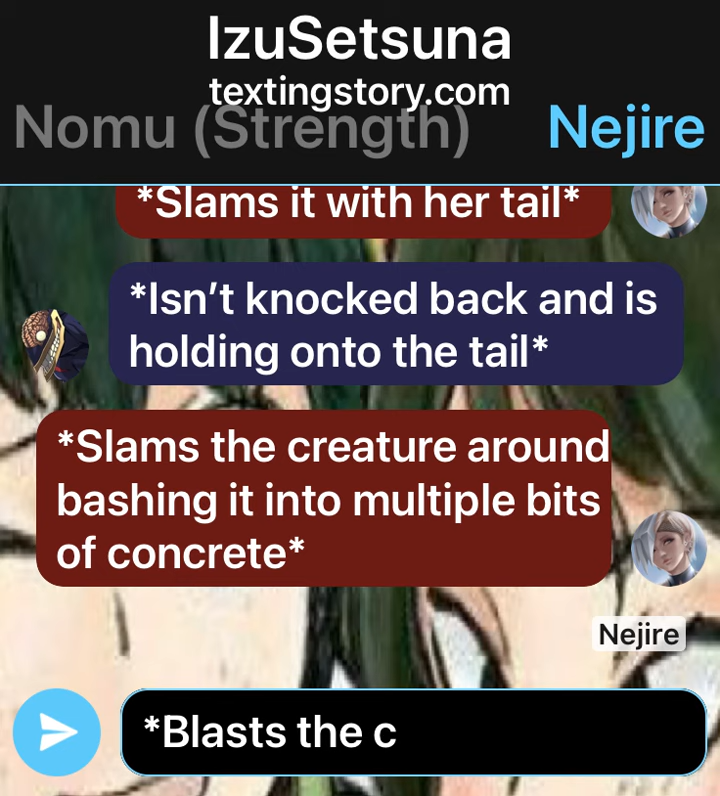 IzuSetsuna
textingstory.com
Nomu (Strength) Nejire
*Slams it with her tail*
*Isn’t knocked back and is
holding onto the tail*
*Slams the creature around
bashing it into multiple bits
of concrete*
Nejire
*Blasts the c